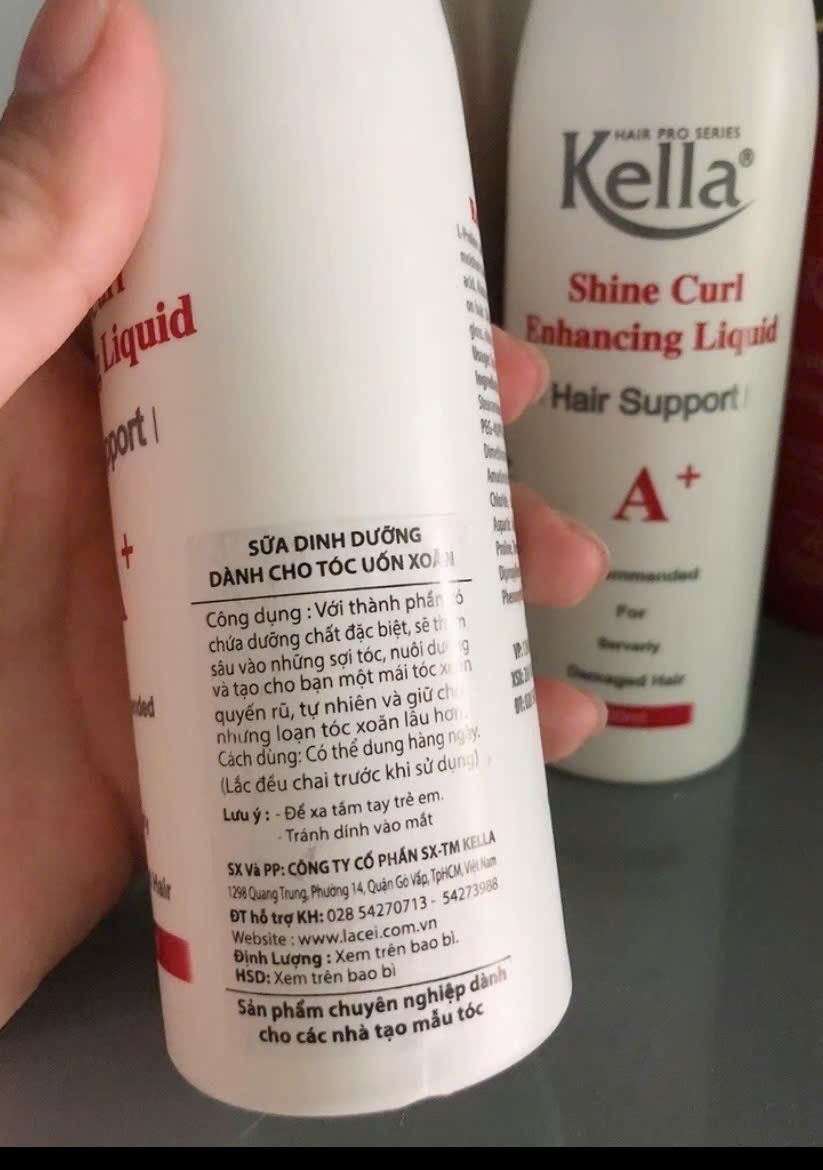 HAIR PRO SERIES
Kella®
Shine Curl
Enhancing Liquid
Hair Support
A+
For
Damaged Hair
Liquid
port
+
Hair
SỮA DINH DƯỠNG
DÀNH CHO TÓC UỐN XOĂN
Công dụng : Với thành phần có
chứa dưỡng chất đặc biệt, sẽ thấm
sâu vào những sợi tóc, nuôi dưỡng
và tạo cho bạn một mái tóc xoăn
quyến rũ, tự nhiên và giữ cho
nhưng loạn tóc xoăn lâu hơn.
Cách dùng: Có thể dung hàng ngày.
(Lắc đều chai trước khi sử dụng)
Lưu ý : - Để xa tầm tay trẻ em.
- Tránh dính vào mắt
SX Và PP: CÔNG TY CỔ PHẦN SX-TM KELLA
1298 Quang Trung, Phường 14, Quận Gò Vấp, TpHCM, Việt Nam
ĐT hỗ trợ KH: 028 54270713 - 54273988
Website : www.lacei.com.vn
Định Lượng : Xem trên bao bì.
HSD: Xem trên bao bì
Sản phẩm chuyên nghiệp dành
cho các nhà tạo mẫu tóc